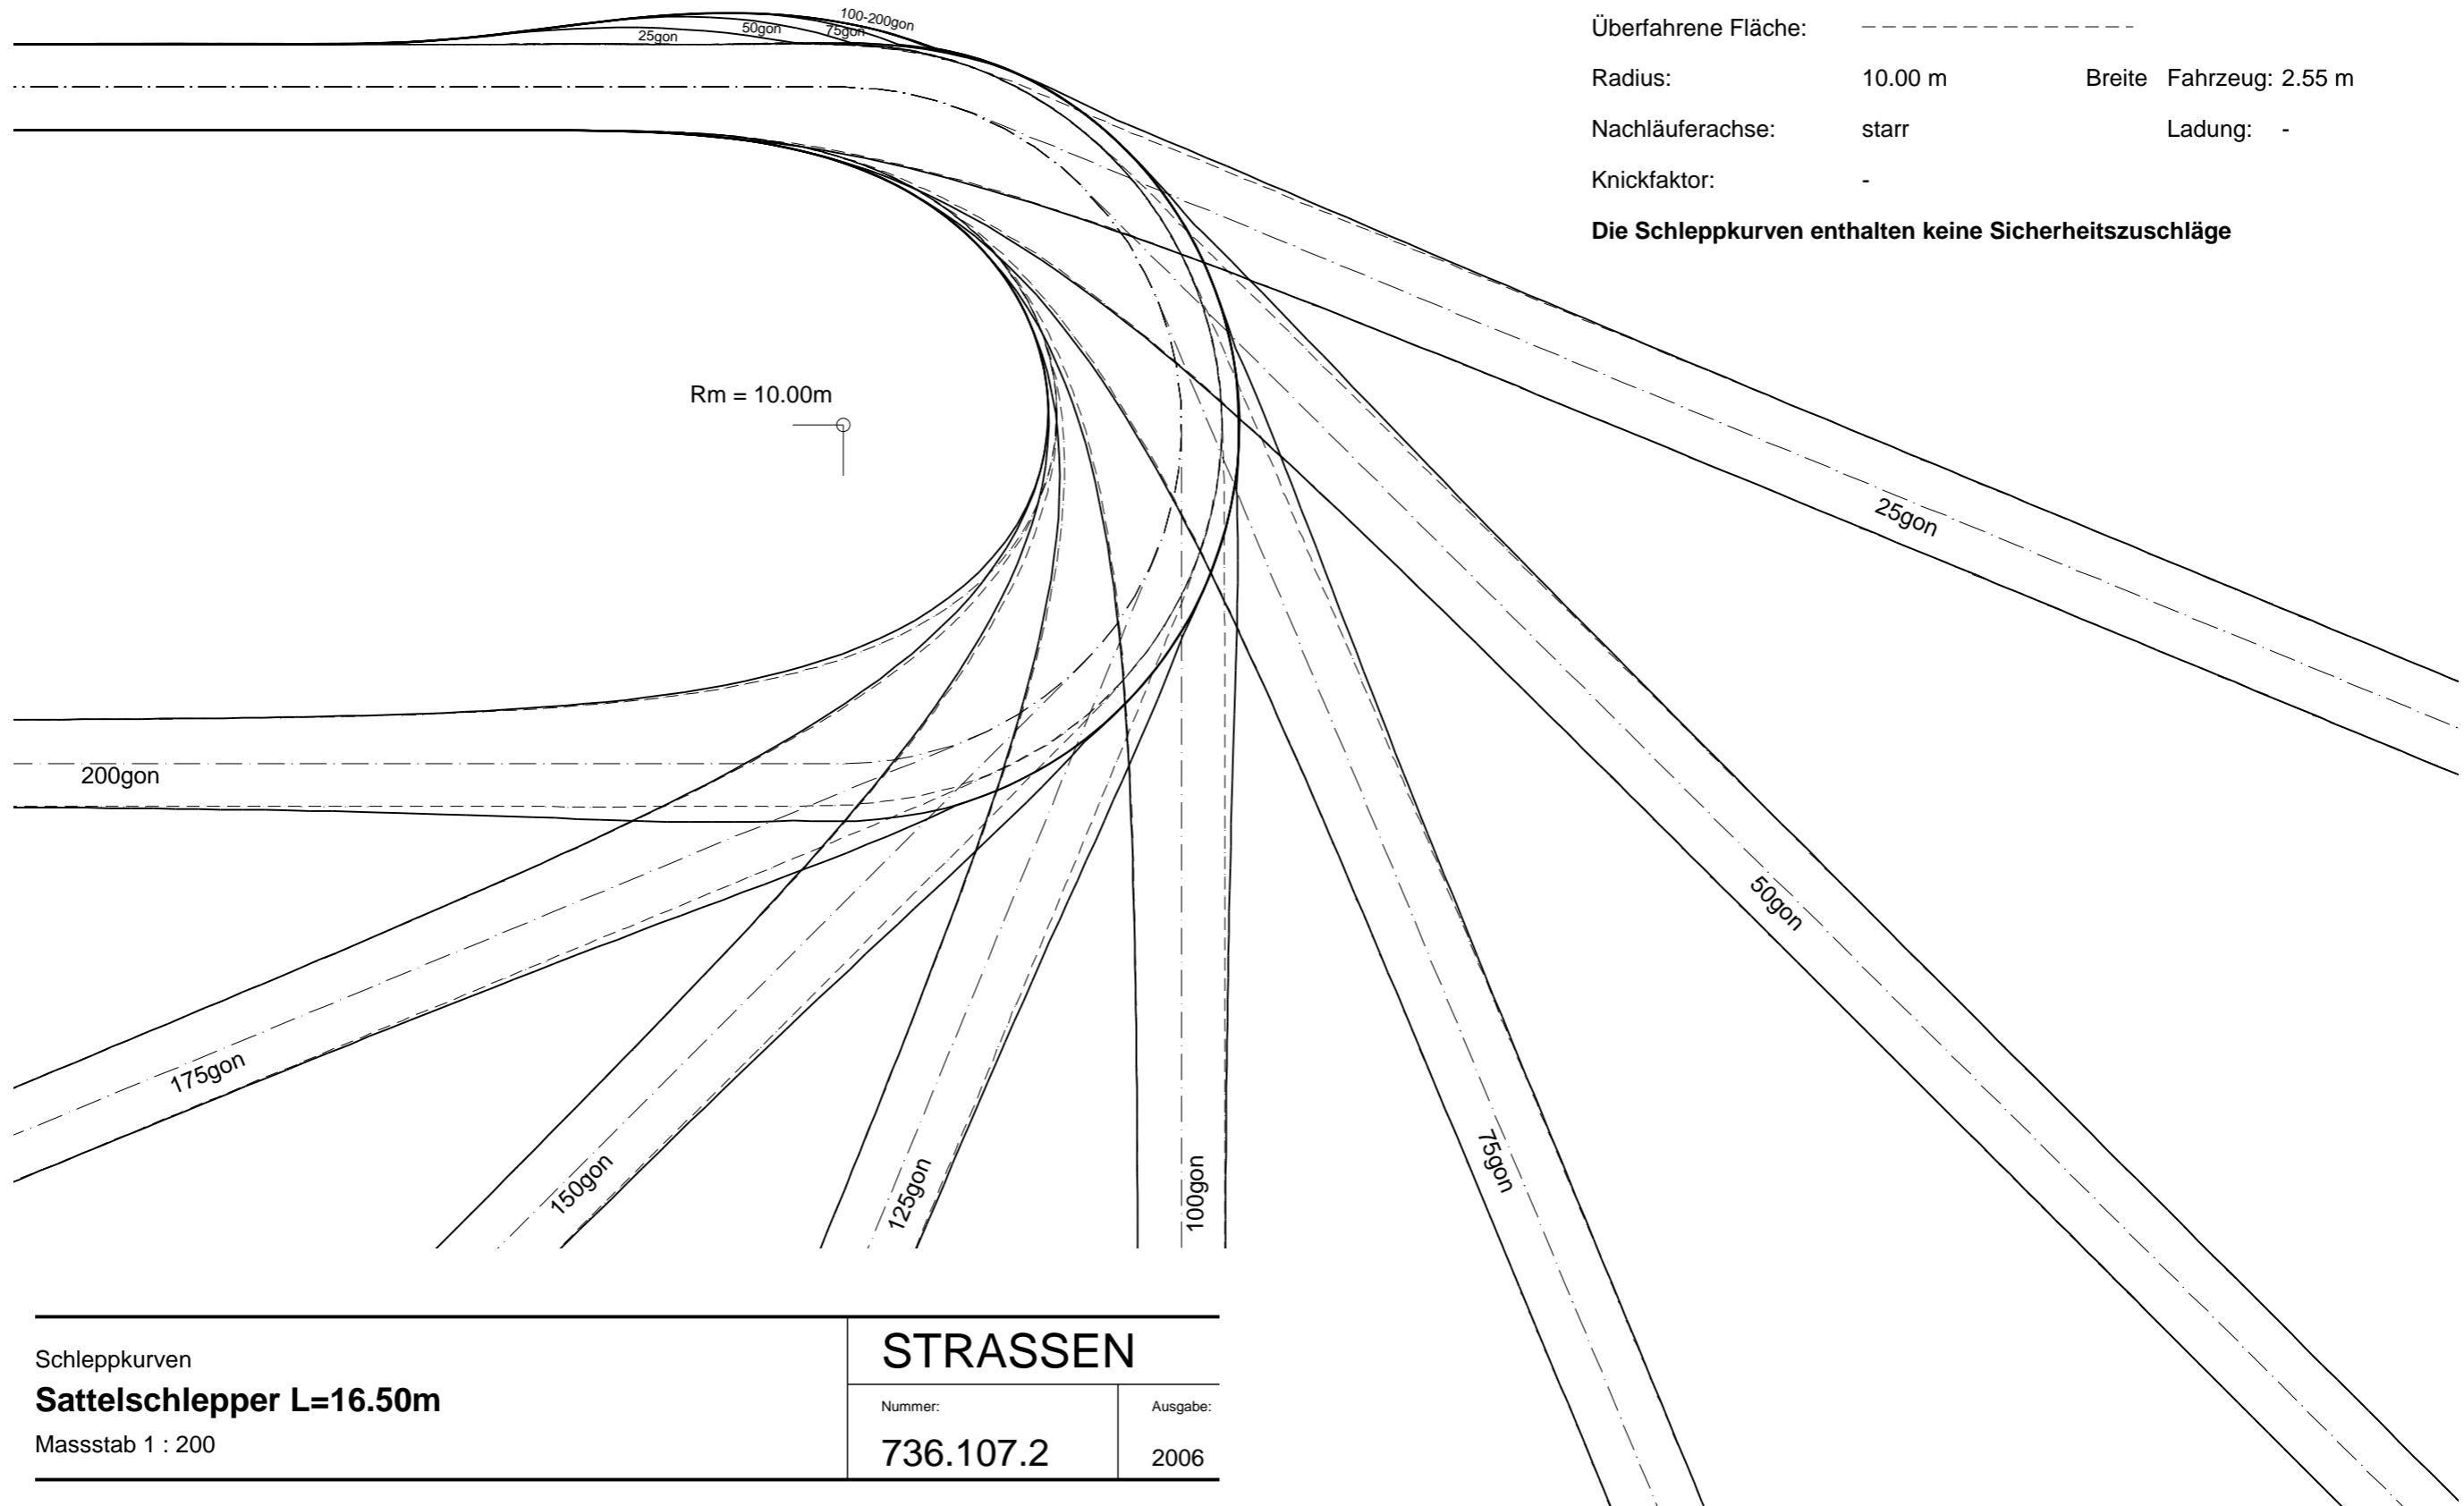 100-200gon
75gon
50gon
25gon
Überfahrene Fläche:
Radius: 10.00 m Breite Fahrzeug: 2.55 m
Nachläuferachse: starr Ladung: -
Knickfaktor: -
Die Schleppkurven enthalten keine Sicherheitszuschläge
Rm = 10.00m
25gon
50gon
75gon
100gon
125gon
150gon
175gon
200gon
Schleppkurven
Sattelschlepper L=16.50m
Massstab 1 : 200
STRASSEN
Nummer: Ausgabe:
736.107.2 2006